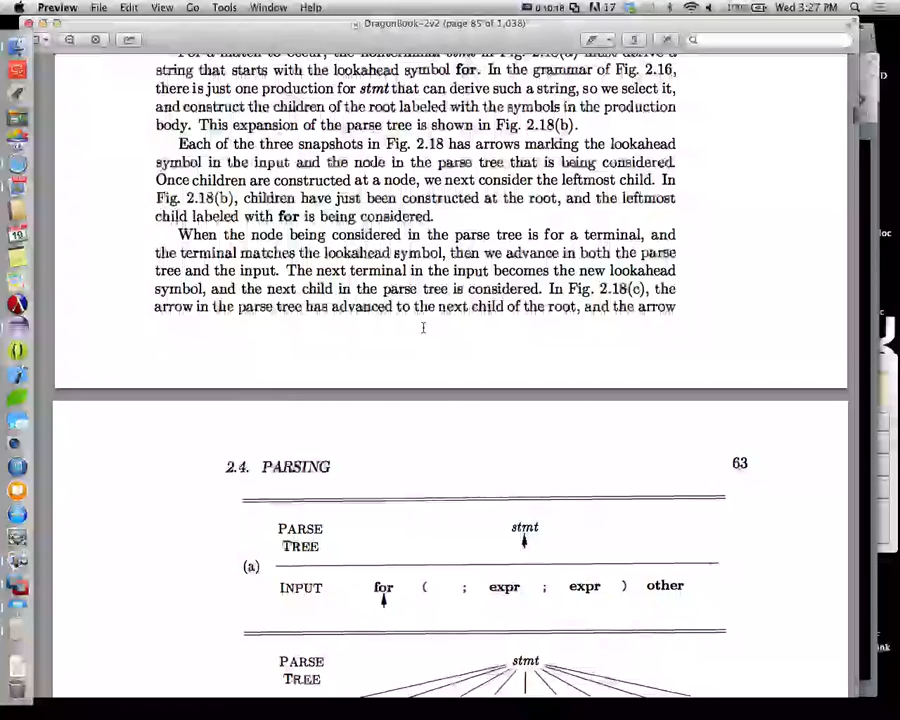 Preview File Edit View Go Tools Window Help 0:10:18 17 Wed 3:27 PM
DragonBook-2v2 (page 85 of 1,038)
string that starts with the lookahead symbol for. In the grammar of Fig. 2.16,
there is just one production for stmt that can derive such a string, so we select it,
and construct the children of the root labeled with the symbols in the production
body. This expansion of the parse tree is shown in Fig. 2.18(b).
Each of the three snapshots in Fig. 2.18 has arrows marking the lookahead
symbol in the input and the node in the parse tree that is being considered.
Once children are constructed at a node, we next consider the leftmost child. In
Fig. 2.18(b), children have just been constructed at the root, and the leftmost
child labeled with for is being considered.
When the node being considered in the parse tree is for a terminal, and
the terminal matches the lookahead symbol, then we advance in both the parse
tree and the input. The next terminal in the input becomes the new lookahead
symbol, and the next child in the parse tree is considered. In Fig. 2.18(c), the
arrow in the parse tree has advanced to the next child of the root, and the arrow
2.4. PARSING 63
PARSE stmt
TREE
(a)
INPUT for ( ; expr ; expr ) other
PARSE stmt
TREE